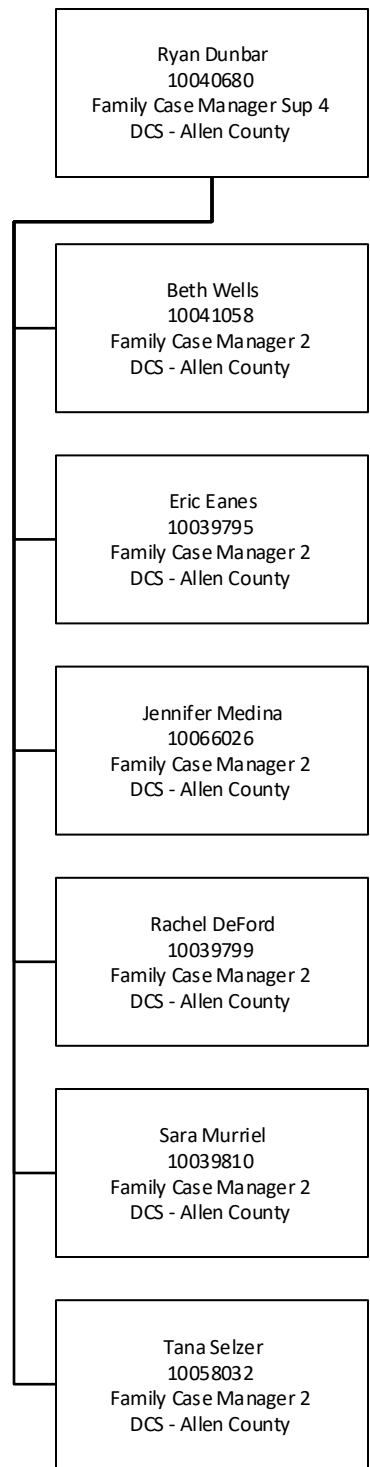 Ryan Dunbar
10040680
Family Case Manager Sup 4
DCS - Allen County
Beth Wells
10041058
Family Case Manager 2
DCS - Allen County
Eric Eanes
10039795
Family Case Manager 2
DCS - Allen County
Jennifer Medina
10066026
Family Case Manager 2
DCS - Allen County
Rachel DeFord
10039799
Family Case Manager 2
DCS - Allen County
Sara Murriel
10039810
Family Case Manager 2
DCS - Allen County
Tana Selzer
10058032
Family Case Manager 2
DCS - Allen County